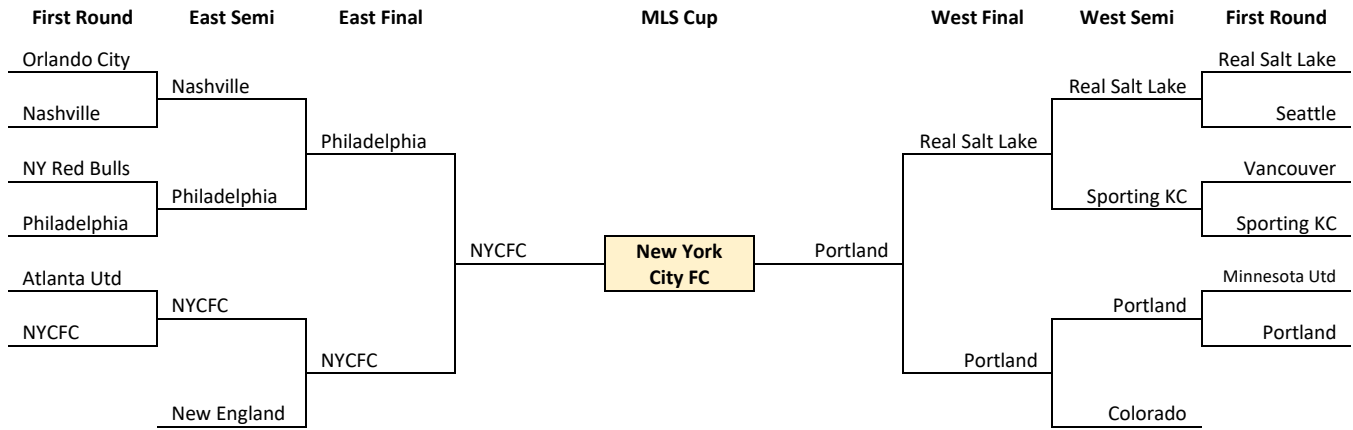 First Round East Semi East Final MLS Cup West Final West Semi First Round
Orlando City Real Salt Lake
Nashville Real Salt Lake
Nashville Seattle
Philadelphia Real Salt Lake
NY Red Bulls Vancouver
Philadelphia Sporting KC
Philadelphia Sporting KC
NYCFC New York Portland
City FC
Atlanta Utd Minnesota Utd
NYCFC Portland
NYCFC Portland
NYCFC Portland
New England Colorado